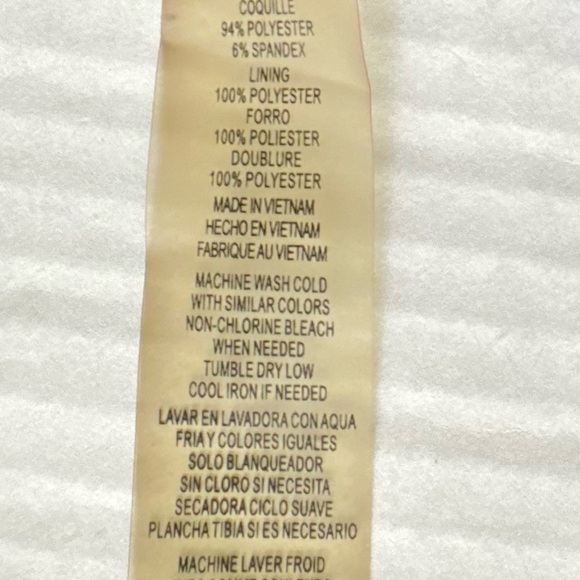 COQUILLE
94% POLYESTER
6% SPANDEX
LINING
100% POLYESTER
FORRO
100% POLIESTER
DOUBLURE
100% POLYESTER
MADE IN VIETNAM
HECHO EN VIETNAM
FABRIQUE AU VIETNAM
MACHINE WASH COLD
WITH SIMILAR COLORS
NON-CHLORINE BLEACH
WHEN NEEDED
TUMBLE DRY LOW
COOL IRON IF NEEDED
LAVAR EN LAVADORA CON AQUA
FRIA Y COLORES IGUALES
SOLO BLANQUEADOR
SIN CLORO SI NECESITA
SECADORA CICLO SUAVE
PLANCHA TIBIA SI ES NECESARIO
MACHINE LAVER FROID